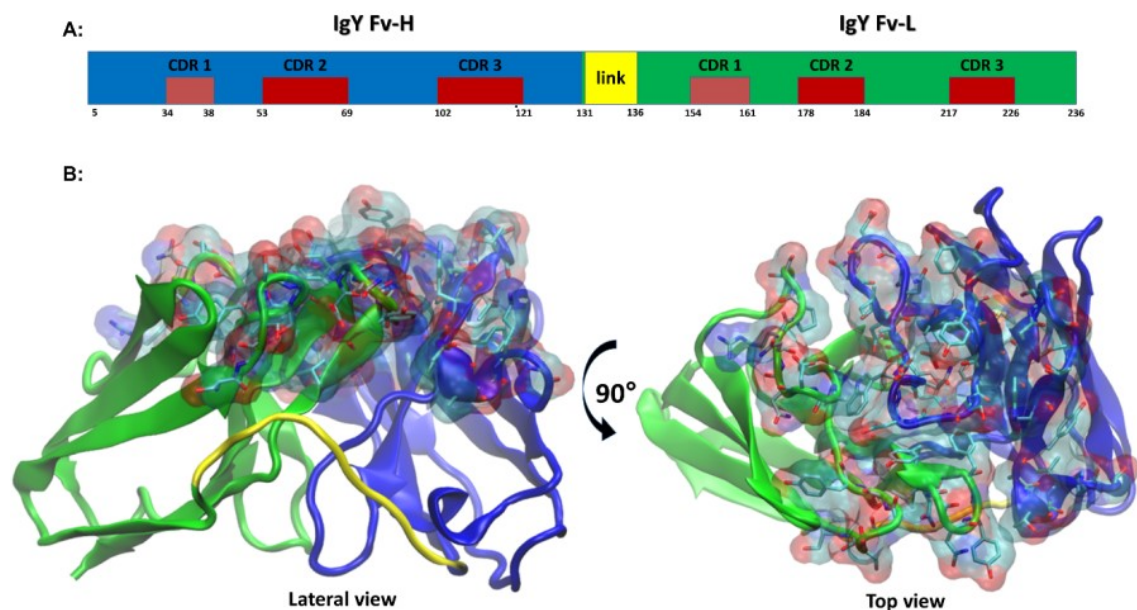 A:
IgY Fv-H
IgY Fv-L
CDR 1
CDR 2
CDR 3
link
CDR 1
CDR 2
CDR 3
5 34 38 53 69 102 121 131 136 154 161 178 184 217 226 236
B:
90°
Lateral view
Top view